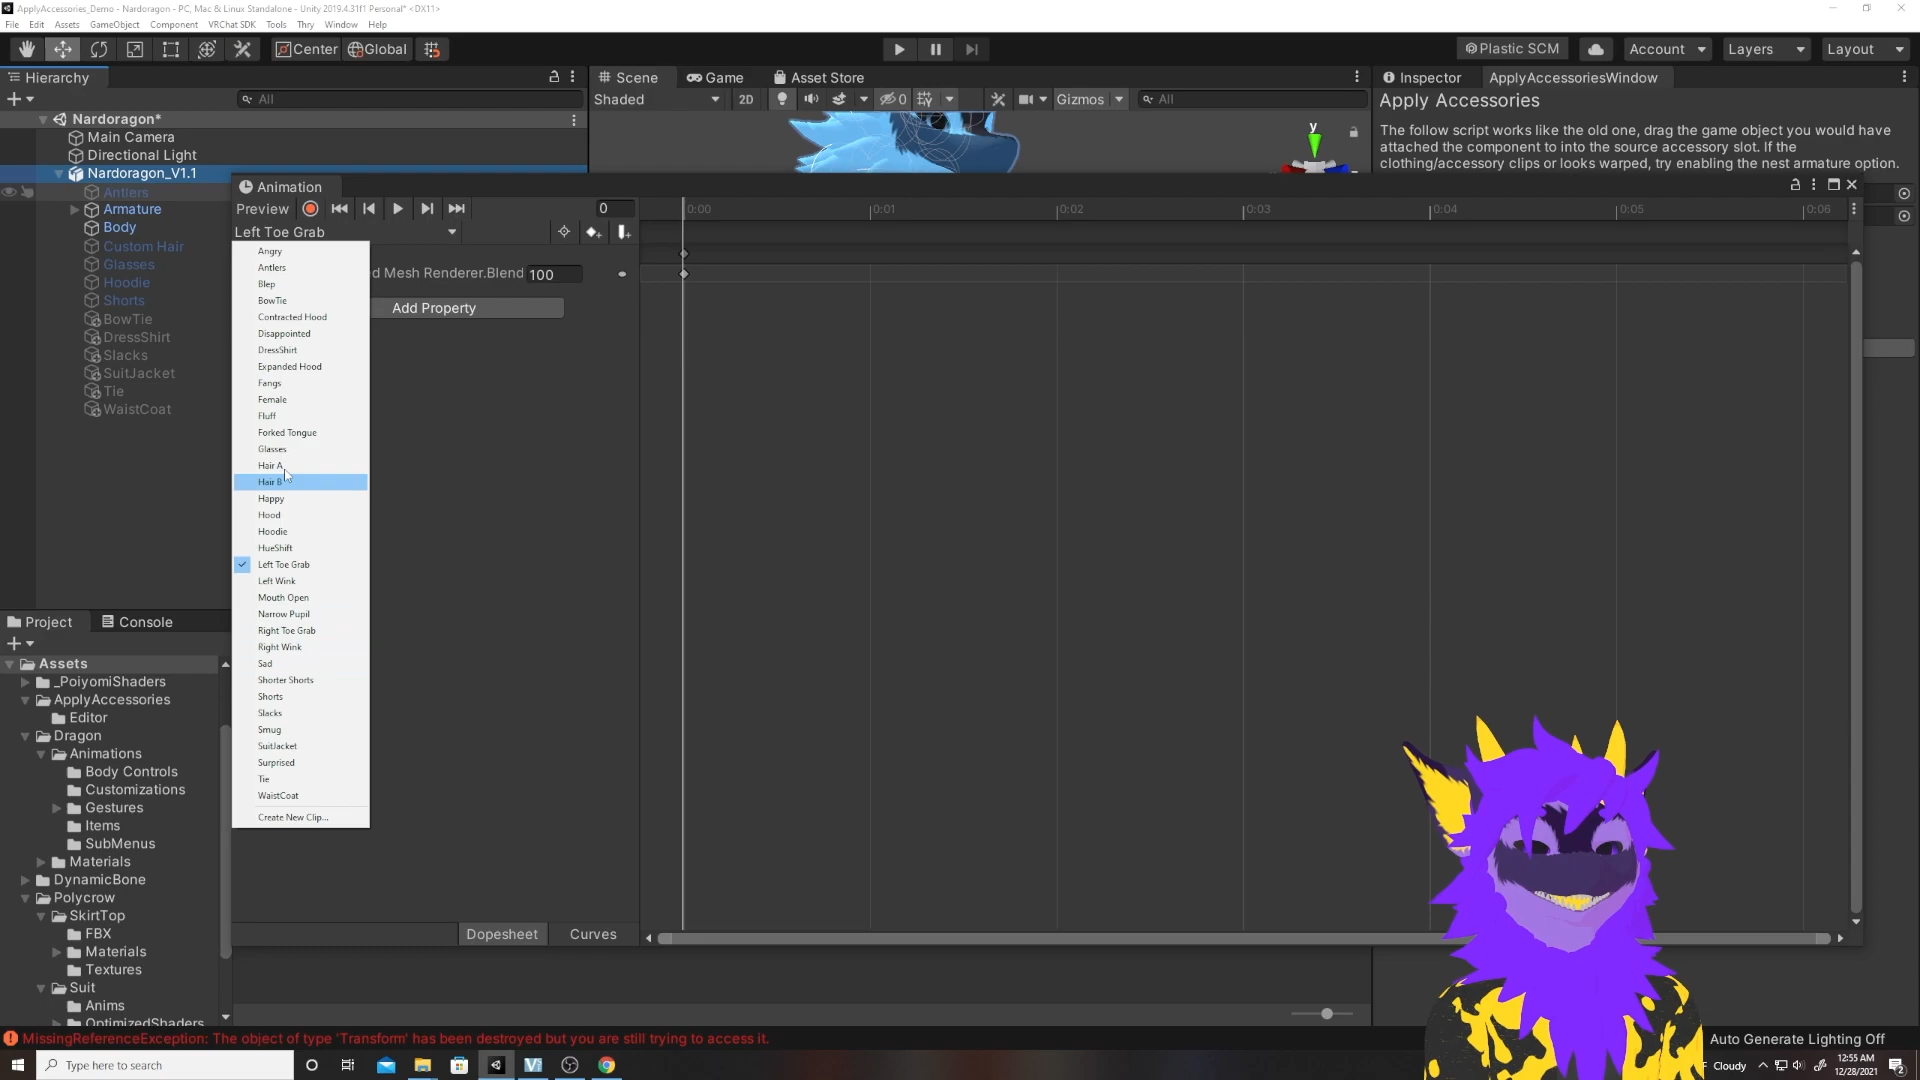 ApplyAccessories_Demo - Nardoragon - PC, Mac & Linux Standalone - Unity 2019.4.31f1 Personal* <DX11>
File Edit Assets GameObject Component VRChat SDK Tools Thry Window Help
Center Global Plastic SCM Account Layers Layout
Hierarchy
All
Nardoragon*
Main Camera
Directional Light
Nardoragon_V1.1
Antlers
Armature
Body
Custom Hair
Glasses
Hoodie
Shorts
BowTie
DressShirt
Slacks
SuitJacket
Tie
WaistCoat
Scene Game Asset Store
Shaded 2D 0 Gizmos All
y
Inspector ApplyAccessoriesWindow
Apply Accessories
The follow script works like the old one, drag the game object you would have
attached the component to into the source accessory slot. If the
clothing/accessory clips or looks warped, try enabling the nest armature option.
Animation
Preview 0
0:00 0:01 0:02 0:03 0:04 0:05 0:06
Left Toe Grab
ed Mesh Renderer.Blend 100
Add Property
Angry
Antlers
Blep
BowTie
Contracted Hood
Disappointed
DressShirt
Expanded Hood
Fangs
Female
Fluff
Forked Tongue
Glasses
Hair A
Hair B
Happy
Hood
Hoodie
HueShift
Left Toe Grab
Left Wink
Mouth Open
Narrow Pupil
Right Toe Grab
Right Wink
Sad
Shorter Shorts
Shorts
Slacks
Smug
SuitJacket
Surprised
Tie
WaistCoat
Create New Clip...
Dopesheet Curves
Project Console
Assets
_PoiyomiShaders
ApplyAccessories
Editor
Dragon
Animations
Body Controls
Customizations
Gestures
Items
SubMenus
Materials
DynamicBone
Polycrow
SkirtTop
FBX
Materials
Textures
Suit
Anims
OptimizedShaders
MissingReferenceException: The object of type 'Transform' has been destroyed but you are still trying to access it.
Auto Generate Lighting Off
Type here to search
Cloudy
12:55 AM
12/28/2021
2